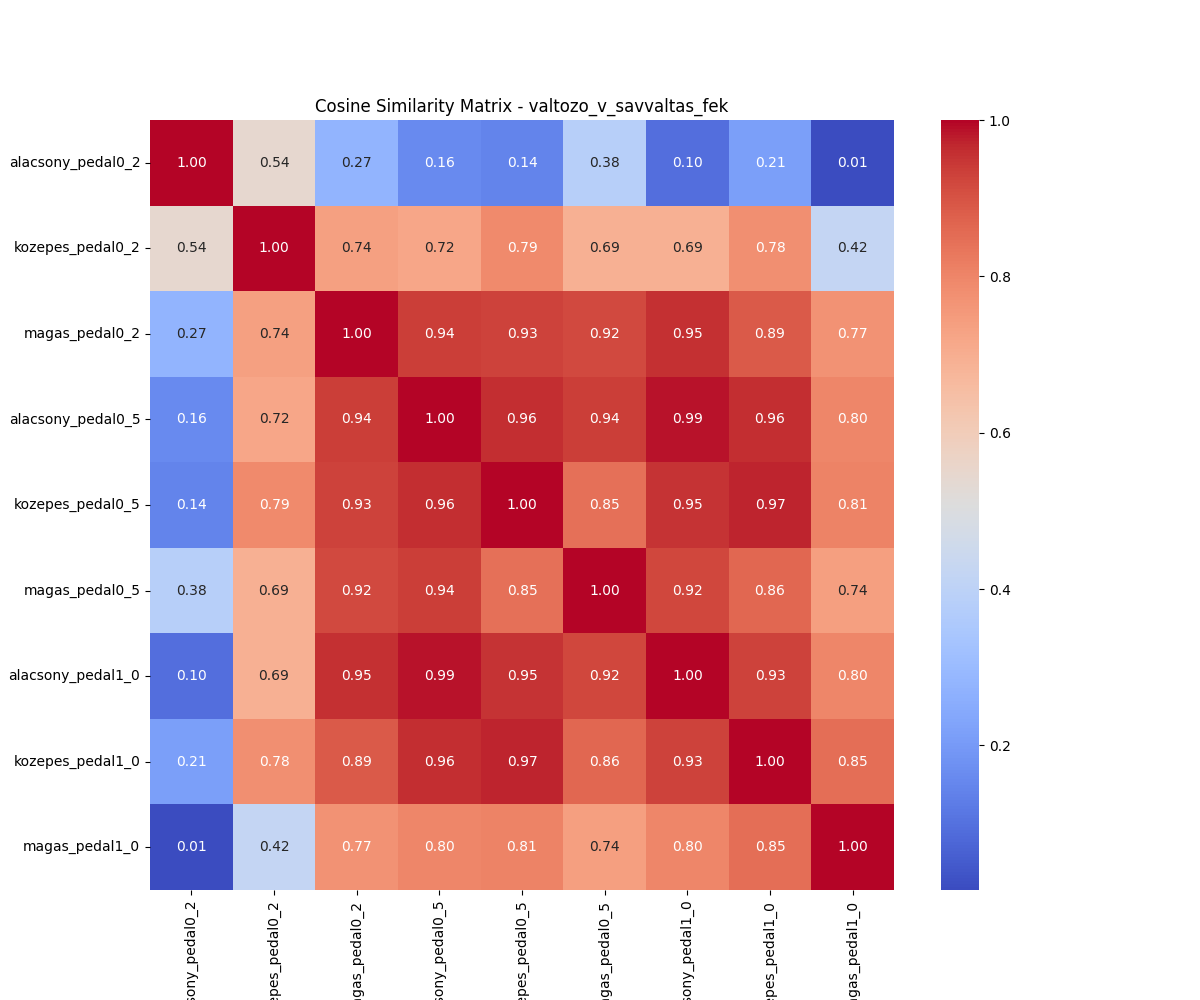 Cosine Similarity Matrix - valtozo_v_savvaltas_fek
alacsony_pedal0_2 1.00 0.54 0.27 0.16 0.14 0.38 0.10 0.21 0.01
kozepes_pedal0_2 0.54 1.00 0.74 0.72 0.79 0.69 0.69 0.78 0.42
magas_pedal0_2 0.27 0.74 1.00 0.94 0.93 0.92 0.95 0.89 0.77
alacsony_pedal0_5 0.16 0.72 0.94 1.00 0.96 0.94 0.99 0.96 0.80
kozepes_pedal0_5 0.14 0.79 0.93 0.96 1.00 0.85 0.95 0.97 0.81
magas_pedal0_5 0.38 0.69 0.92 0.94 0.85 1.00 0.92 0.86 0.74
alacsony_pedal1_0 0.10 0.69 0.95 0.99 0.95 0.92 1.00 0.93 0.80
kozepes_pedal1_0 0.21 0.78 0.89 0.96 0.97 0.86 0.93 1.00 0.85
magas_pedal1_0 0.01 0.42 0.77 0.80 0.81 0.74 0.80 0.85 1.00
sony_pedal0_2
epes_pedal0_2
agas_pedal0_2
sony_pedal0_5
epes_pedal0_5
agas_pedal0_5
sony_pedal1_0
epes_pedal1_0
agas_pedal1_0
1.0
0.8
0.6
0.4
0.2